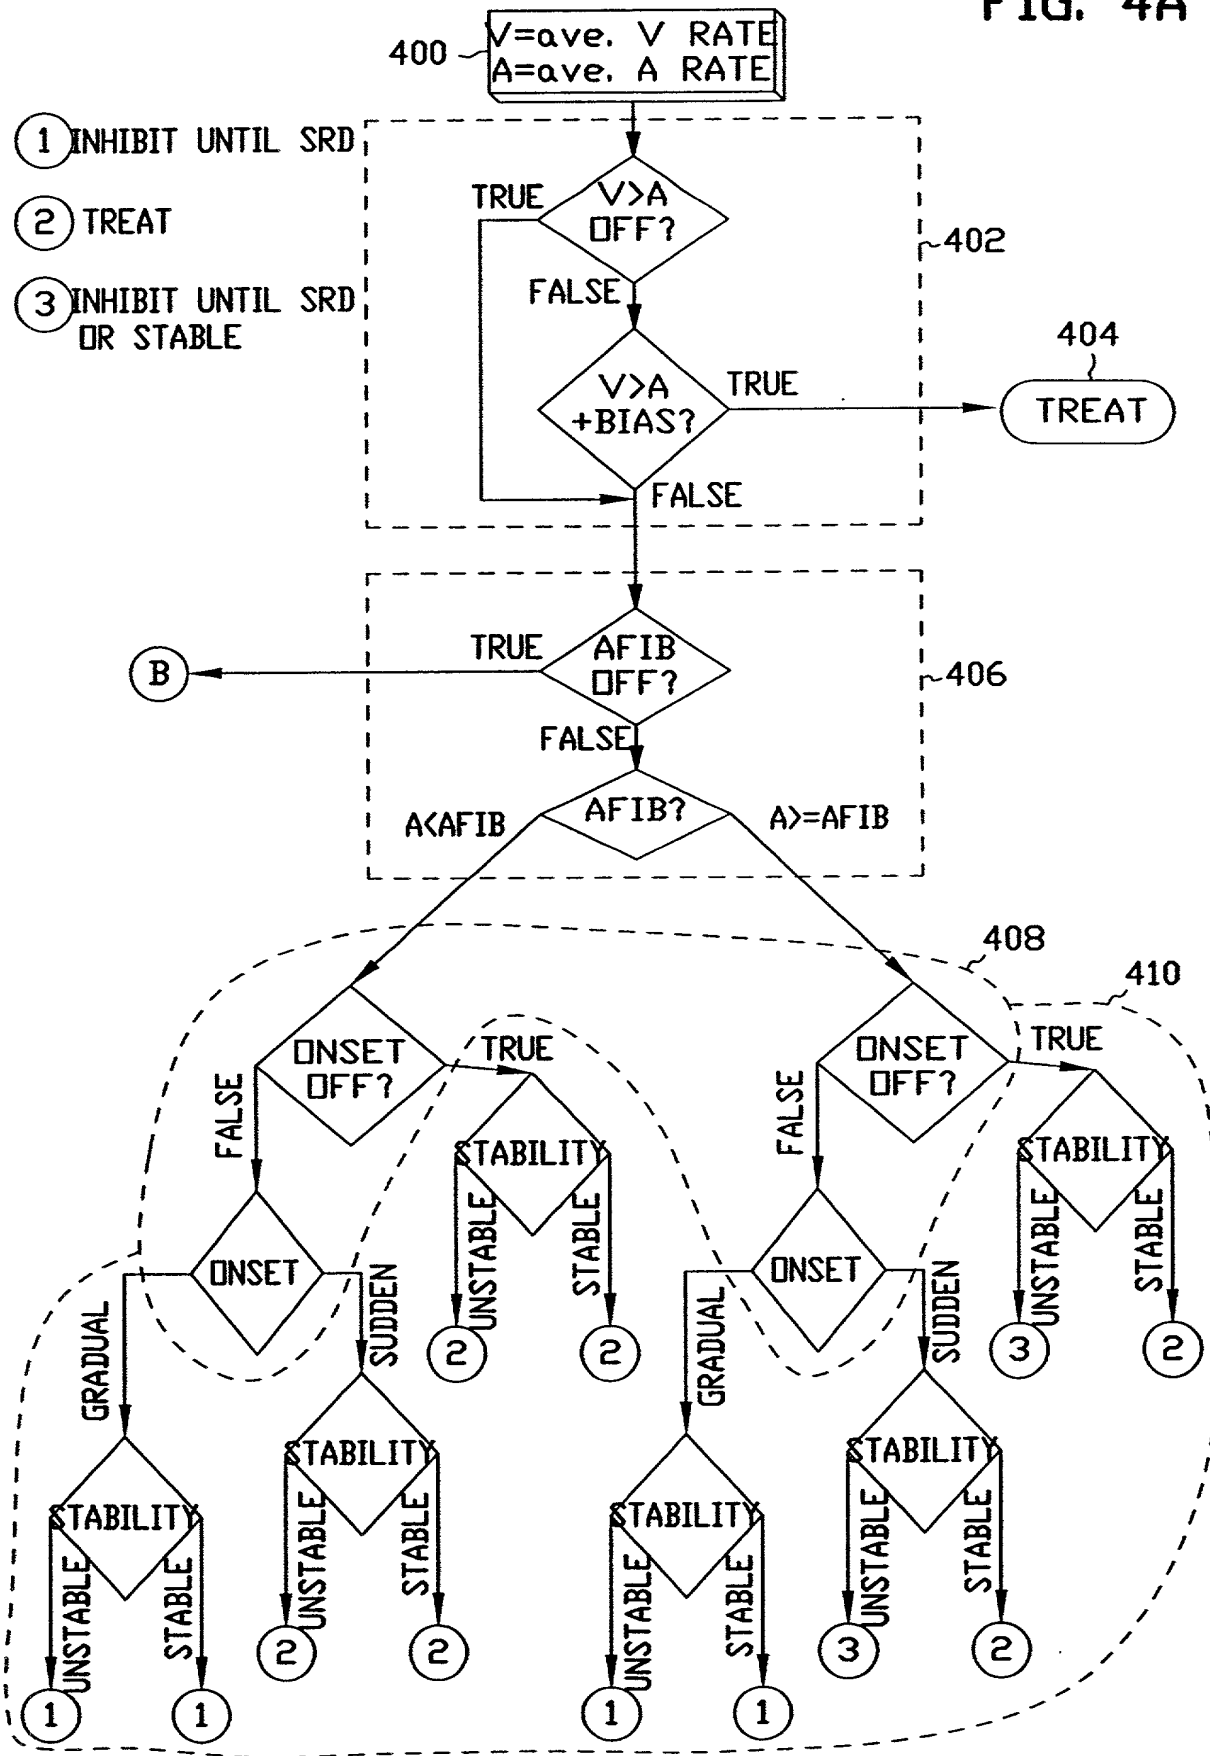 FIG. 4A
400
V=ave. V RATE
A=ave. A RATE
1 INHIBIT UNTIL SRD
2 TREAT
3 INHIBIT UNTIL SRD
OR STABLE
V>A
OFF?
TRUE
FALSE
402
V>A
+BIAS?
TRUE
FALSE
404
TREAT
AFIB
OFF?
TRUE
B
FALSE
406
AFIB?
A<AFIB
A>=AFIB
408
410
ONSET
OFF?
TRUE
FALSE
ONSET
OFF?
TRUE
FALSE
STABILITY
UNSTABLE
STABLE
2
2
STABILITY
UNSTABLE
STABLE
3
2
ONSET
GRADUAL
SUDDEN
ONSET
GRADUAL
SUDDEN
STABILITY
UNSTABLE
STABLE
1
1
STABILITY
UNSTABLE
STABLE
2
2
STABILITY
UNSTABLE
STABLE
1
1
STABILITY
UNSTABLE
STABLE
3
2